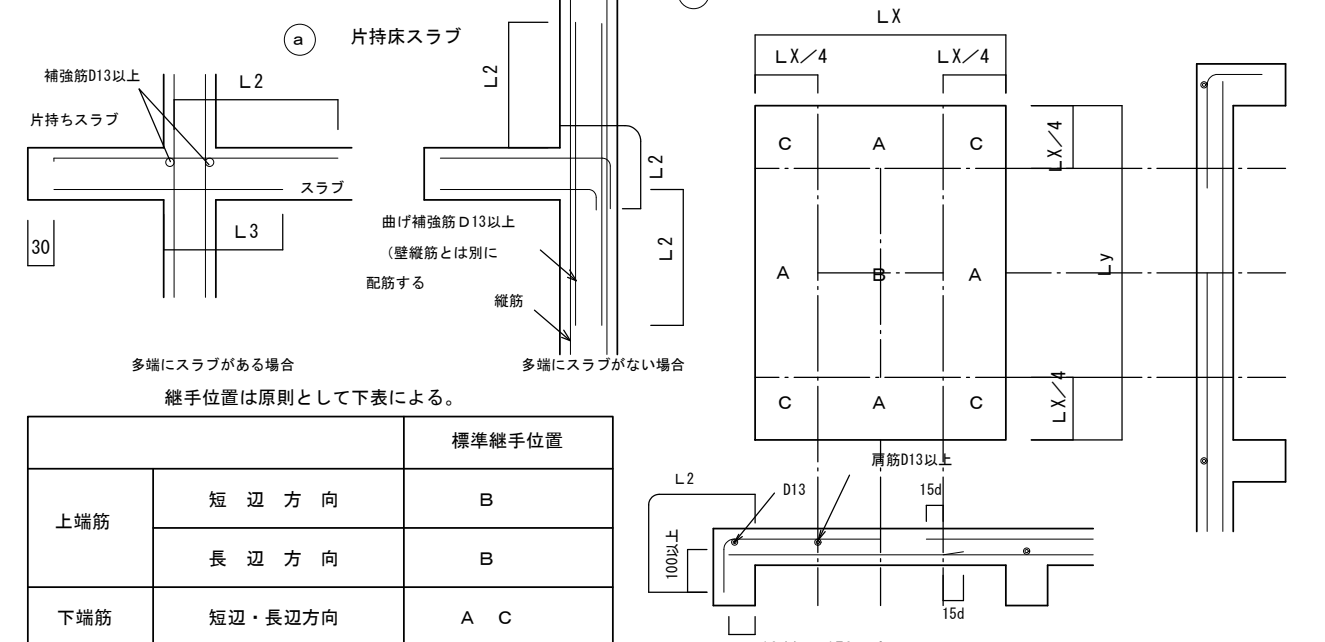 ⓐ 片持床スラブ
補強筋D13以上
L2
片持ちスラブ
スラブ
30
L3
多端にスラブがある場合
L2
L2
L2
曲げ補強筋D13以上
(壁縦筋とは別に
配筋する
縦筋
多端にスラブがない場合
継手位置は原則として下表による。
標準継手位置
上端筋
短 辺 方 向
B
長 辺 方 向
B
下端筋
短辺・長辺方向
A C
LX
LX/4
LX/4
C A C
A B A
C A C
LX/4
Ly
LX/4
肩筋D13以上
L2
D13
15d
100以上
15d